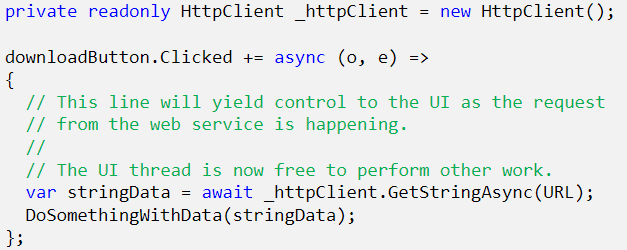 private readonly HttpClient _httpClient = new HttpClient();

downloadButton.Clicked += async (o, e) =>
{
  // This line will yield control to the UI as the request
  // from the web service is happening.
  //
  // The UI thread is now free to perform other work.
  var stringData = await _httpClient.GetStringAsync(URL);
  DoSomethingWithData(stringData);
};